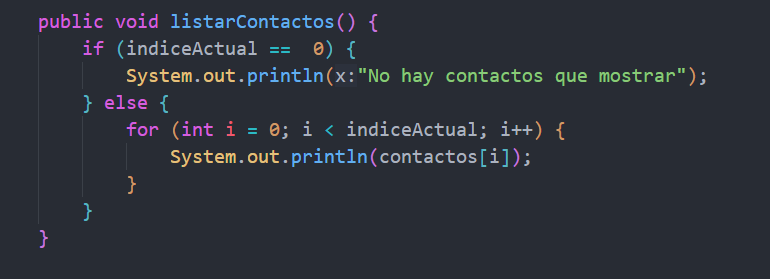 public void listarContactos() {
    if (indiceActual ==  0) {
        System.out.println(x:"No hay contactos que mostrar");
    } else {
        for (int i = 0; i < indiceActual; i++) {
            System.out.println(contactos[i]);
        }
    }
}